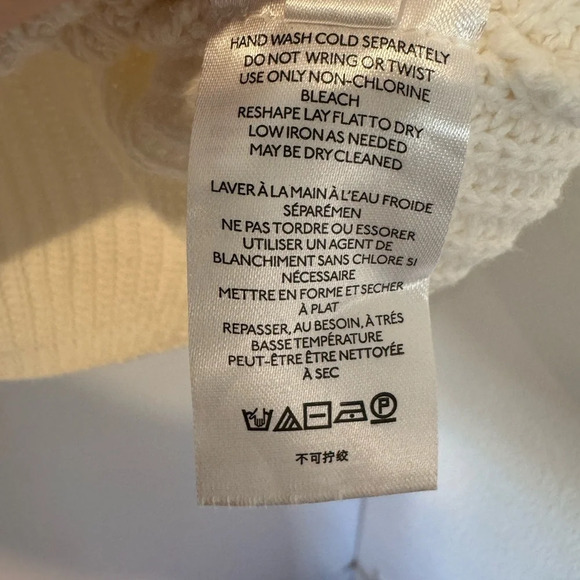 HAND WASH COLD SEPARATELY
DO NOT WRING OR TWIST
USE ONLY NON-CHLORINE
BLEACH
RESHAPE LAY FLAT TO DRY
LOW IRON AS NEEDED
MAY BE DRY CLEANED
LAVER À LA MAIN À L'EAU FROIDE
SÉPARÉMEN
NE PAS TORDRE OU ESSORER
UTILISER UN AGENT DE
BLANCHIMENT SANS CHLORE SI
NÉCESSAIRE
METTRE EN FORME ET SECHER
À PLAT
REPASSER, AU BESOIN, À TRÈS
BASSE TEMPÉRATURE
PEUT-ÊTRE ÊTRE NETTOYÉE
À SEC
P
不可拧绞